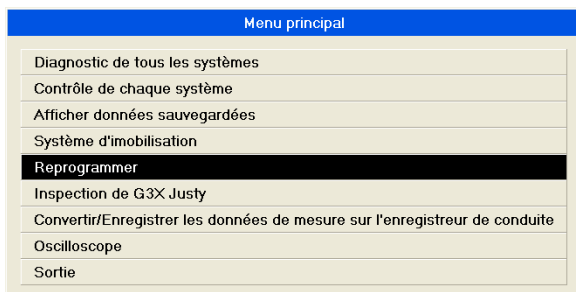 Menu principal
Diagnostic de tous les systèmes
Contrôle de chaque système
Afficher données sauvegardées
Système d'imobilisation
Reprogrammer
Inspection de G3X Justy
Convertir/Enregistrer les données de mesure sur l'enregistreur de conduite
Oscilloscope
Sortie